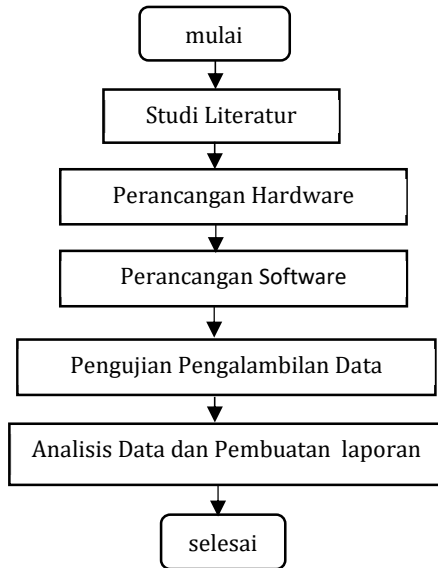 mulai
Studi Literatur
Perancangan Hardware
Perancangan Software
Pengujian Pengalambilan Data
Analisis Data dan Pembuatan laporan
selesai